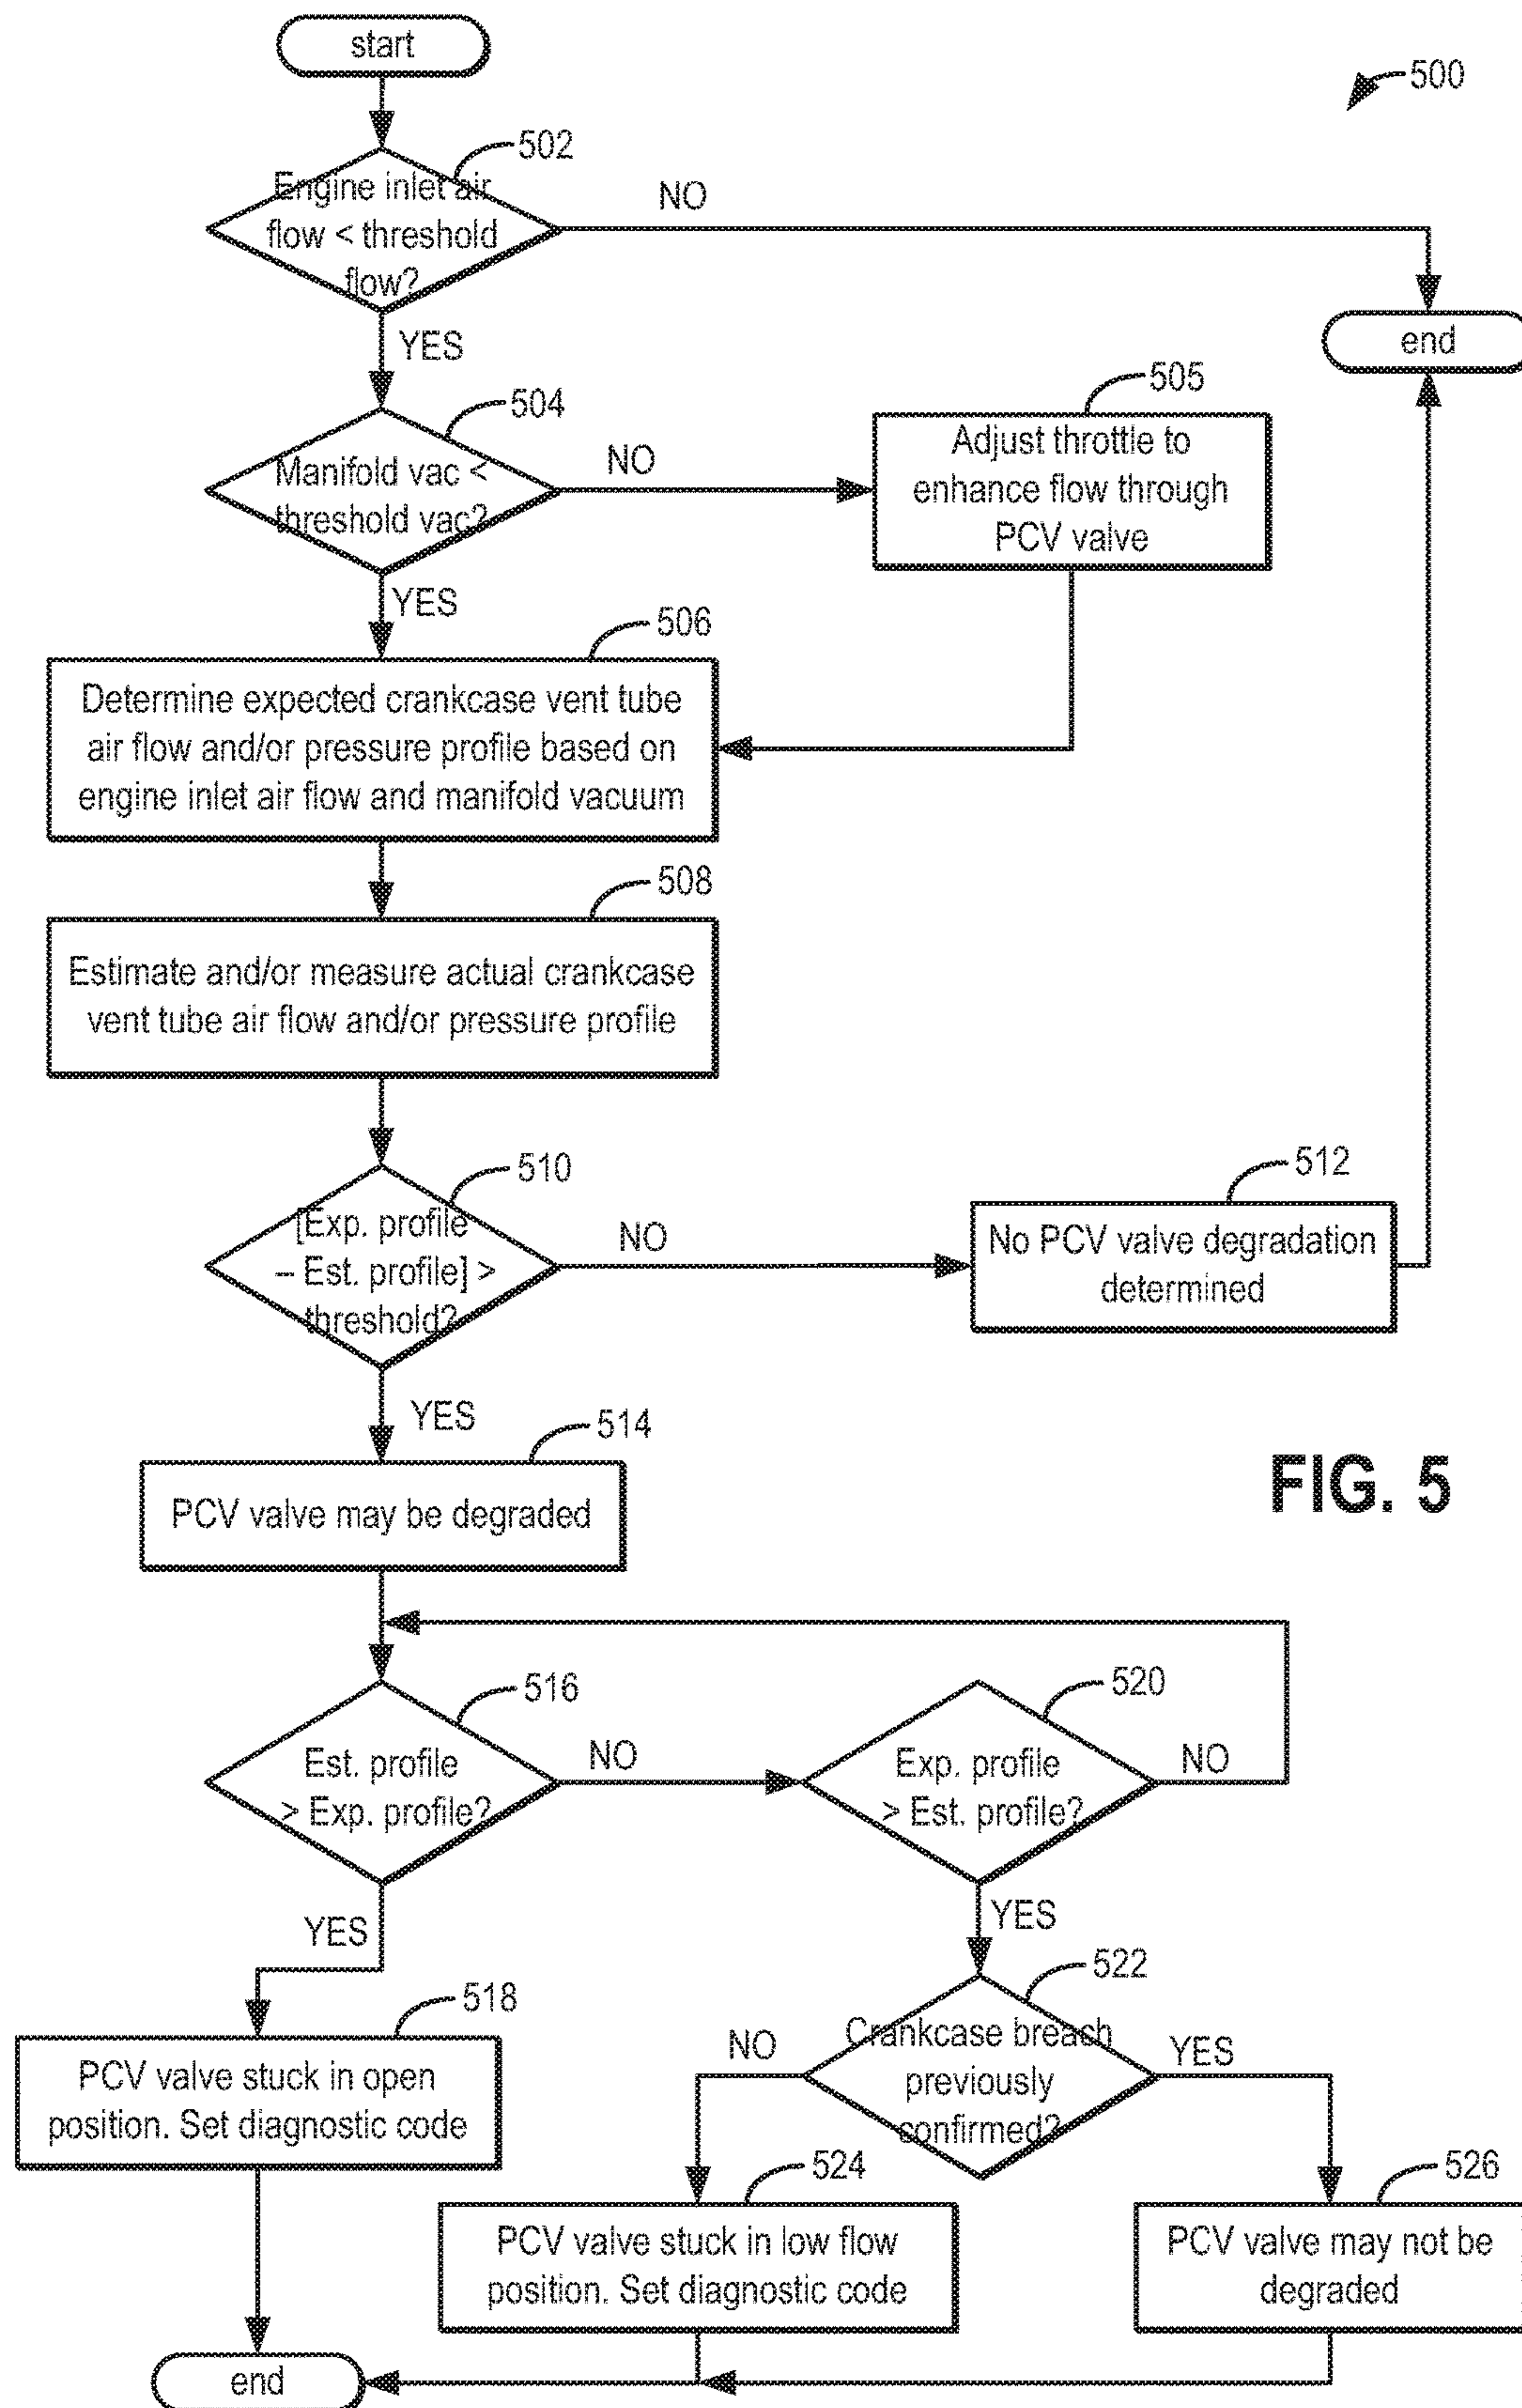 start
500
502
Engine inlet air
flow < threshold
flow?
NO
end
YES
504
Manifold vac <
threshold vac?
NO
505
Adjust throttle to
enhance flow through
PCV valve
YES
506
Determine expected crankcase vent tube
air flow and/or pressure profile based on
engine inlet air flow and manifold vacuum
508
Estimate and/or measure actual crankcase
vent tube air flow and/or pressure profile
510
[Exp. profile
– Est. profile] >
threshold?
NO
512
No PCV valve degradation
determined
YES
514
PCV valve may be degraded
FIG. 5
516
Est. profile
> Exp. profile?
NO
520
Exp. profile
> Est. profile?
NO
YES
YES
518
PCV valve stuck in open
position. Set diagnostic code
522
Crankcase breach
previously
confirmed?
NO
YES
524
PCV valve stuck in low flow
position. Set diagnostic code
526
PCV valve may not be
degraded
end